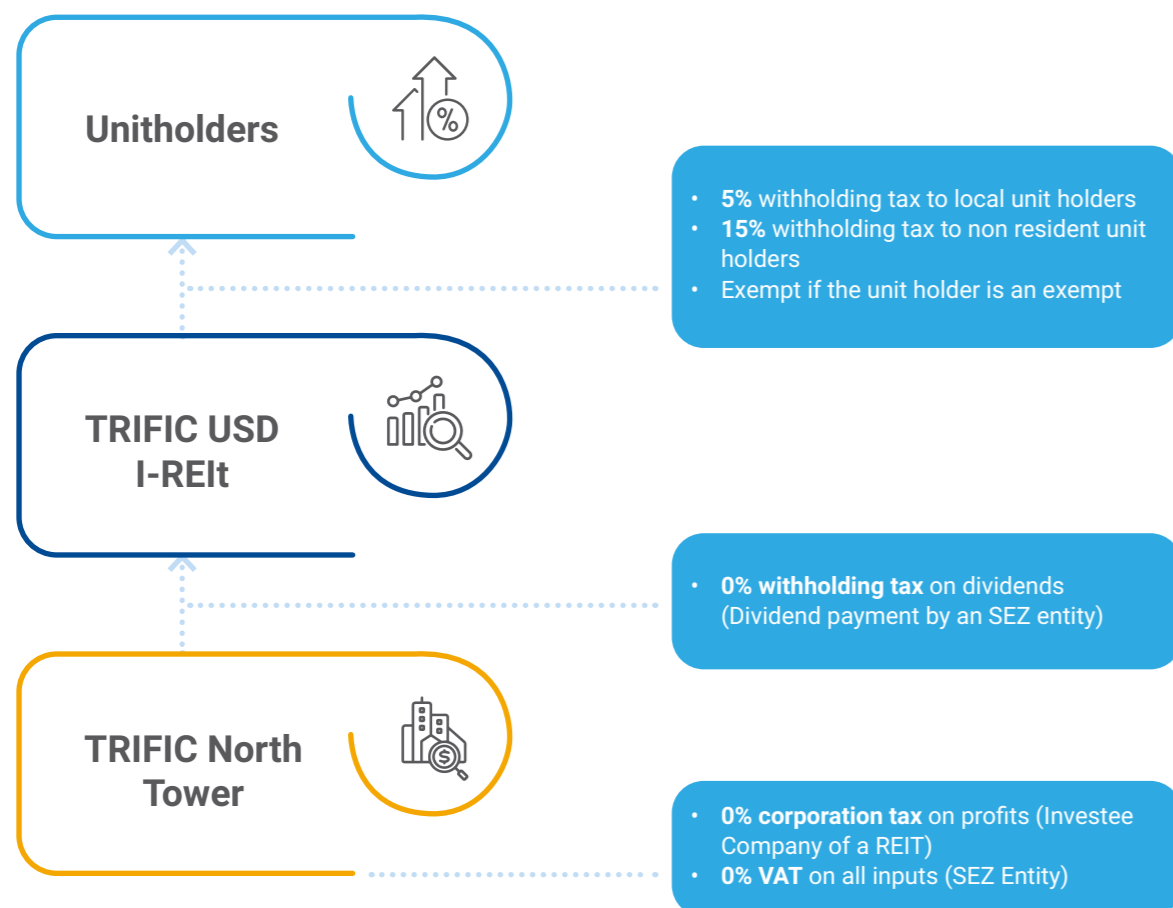 Unitholders
%
• 5% withholding tax to local unit holders
• 15% withholding tax to non resident unit
holders
• Exempt if the unit holder is an exempt
TRIFIC USD
I-REIt
• 0% withholding tax on dividends
(Dividend payment by an SEZ entity)
TRIFIC North
Tower
$
• 0% corporation tax on profits (Investee
Company of a REIT)
• 0% VAT on all inputs (SEZ Entity)